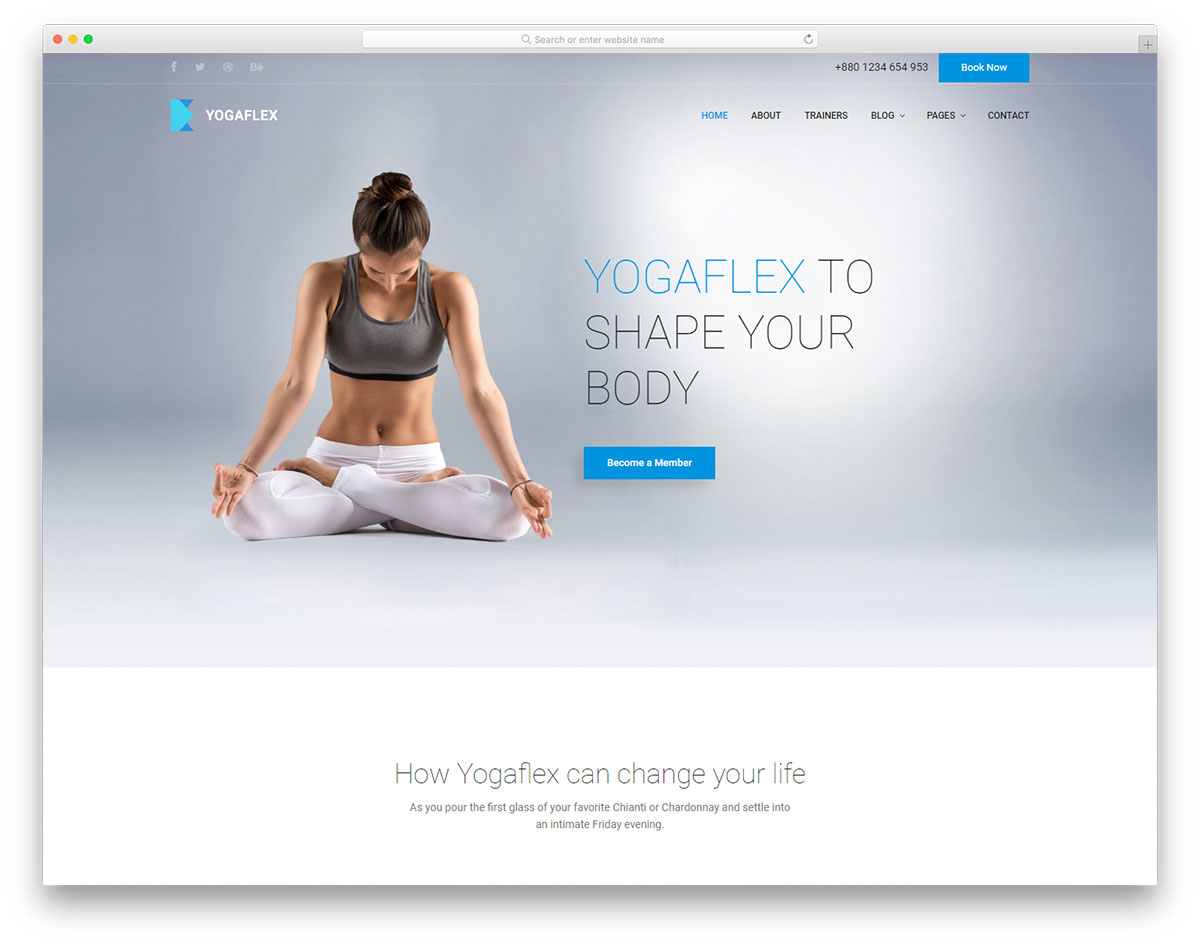 Search or enter website name
+880 1234 654 953
Book Now
YOGAFLEX
HOME ABOUT TRAINERS BLOG PAGES CONTACT
YOGAFLEX TO
SHAPE YOUR
BODY
Become a Member
How Yogaflex can change your life
As you pour the first glass of your favorite Chianti or Chardonnay and settle into
an intimate Friday evening.